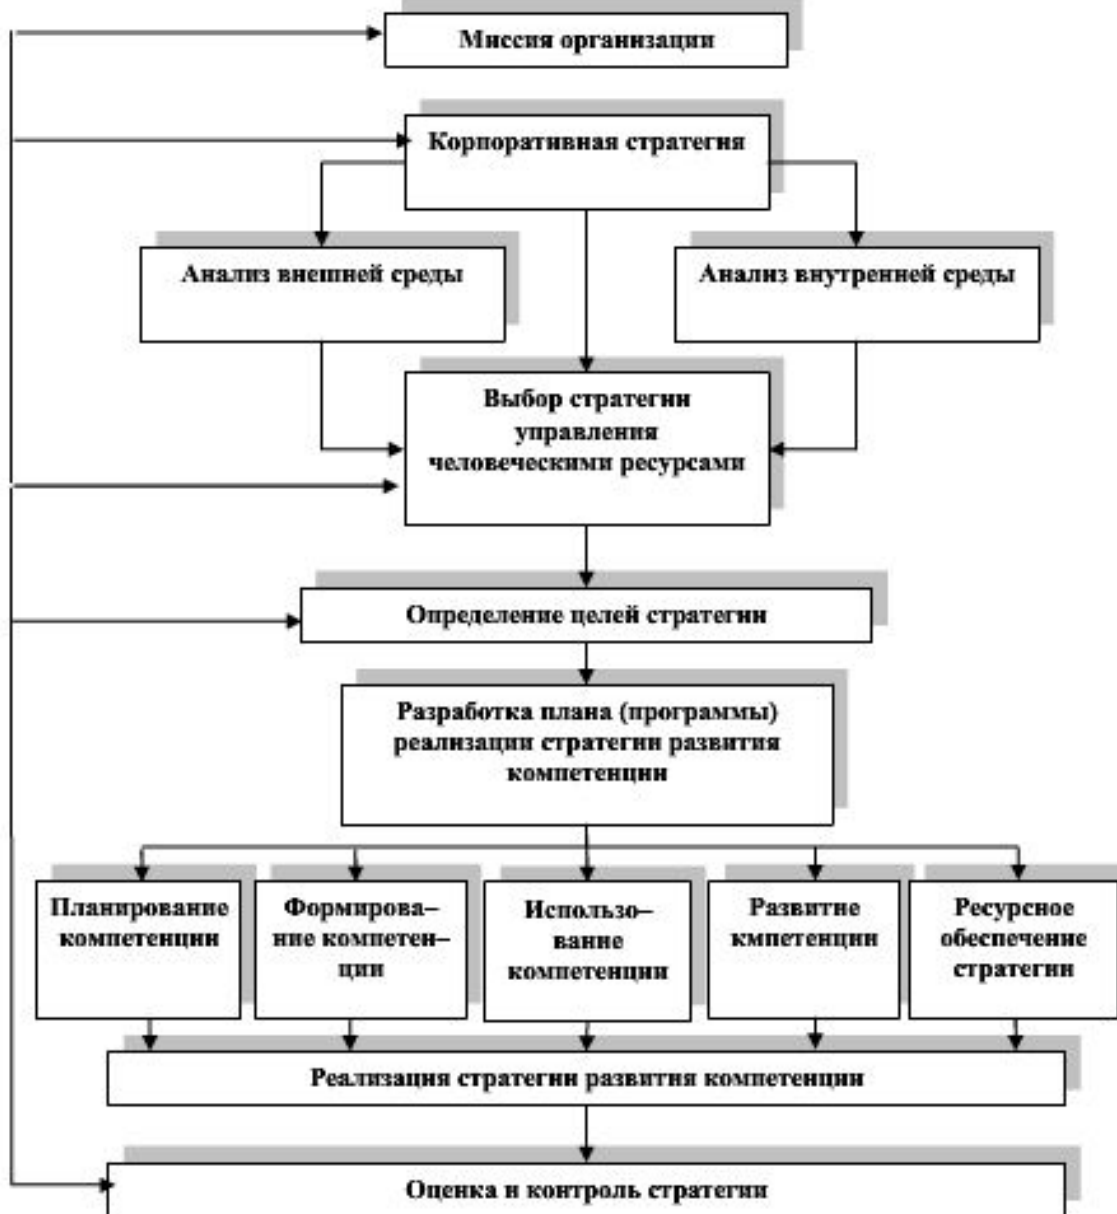 Миссия организации
Корпоративная стратегия
Анализ внешней среды
Анализ внутренней среды
Выбор стратегии
управления
человеческими ресурсами
Определение целей стратегии
Разработка плана (программы)
реализации стратегии развития
компетенции
Планирование
компетенции
Формирова–
ние компетен–
ции
Использо–
вание
компетенции
Развитие
кмпетенции
Ресурсное
обеспечение
стратегии
Реализация стратегии развития компетенции
Оценка и контроль стратегии